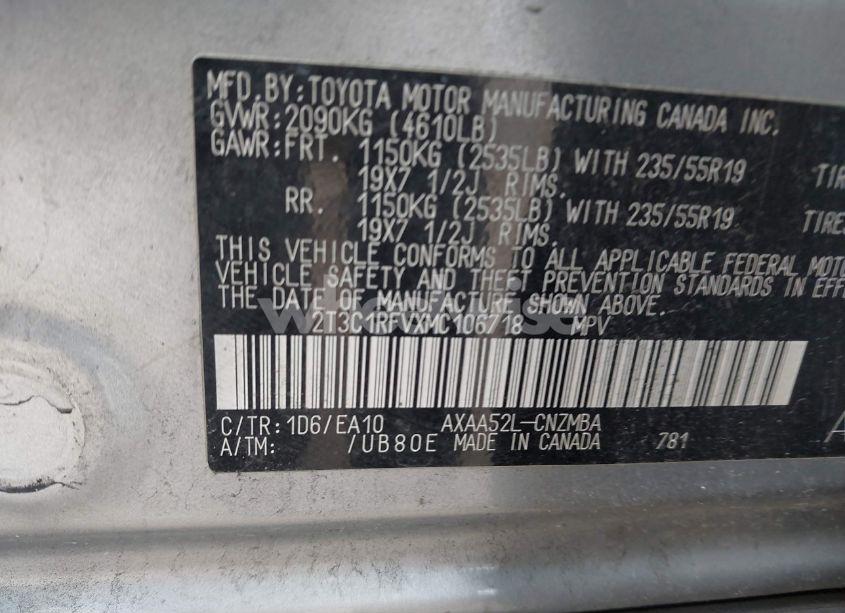 MFD.BY:TOYOTA MOTOR MANUFACTURING CANADA INC.
GVWR:2090KG (4610LB)
GAWR:FRT. 1150KG (2535LB) WITH 235/55R19
19X7 1/2J RIMS.
RR. 1150KG (2535LB) WITH 235/55R19 TIRES
19X7 1/2J RIMS.
THIS VEHICLE CONFORMS TO ALL APPLICABLE FEDERAL
VEHICLE SAFETY AND THEFT PREVENTION STANDARDS IN
THE DATE OF MANUFACTURE SHOWN ABOVE.
2T3C1RFVXMC106718 MPV
C/TR:1D6/EA10 AXAA52L-CNZMBA
A/TM: /UB80E MADE IN CANADA 781